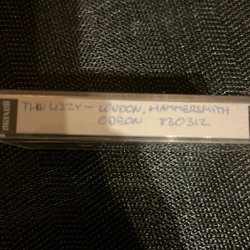 maxell
THIN LIZZY - LONDON, HAMMERSMITH
ODEON 830312